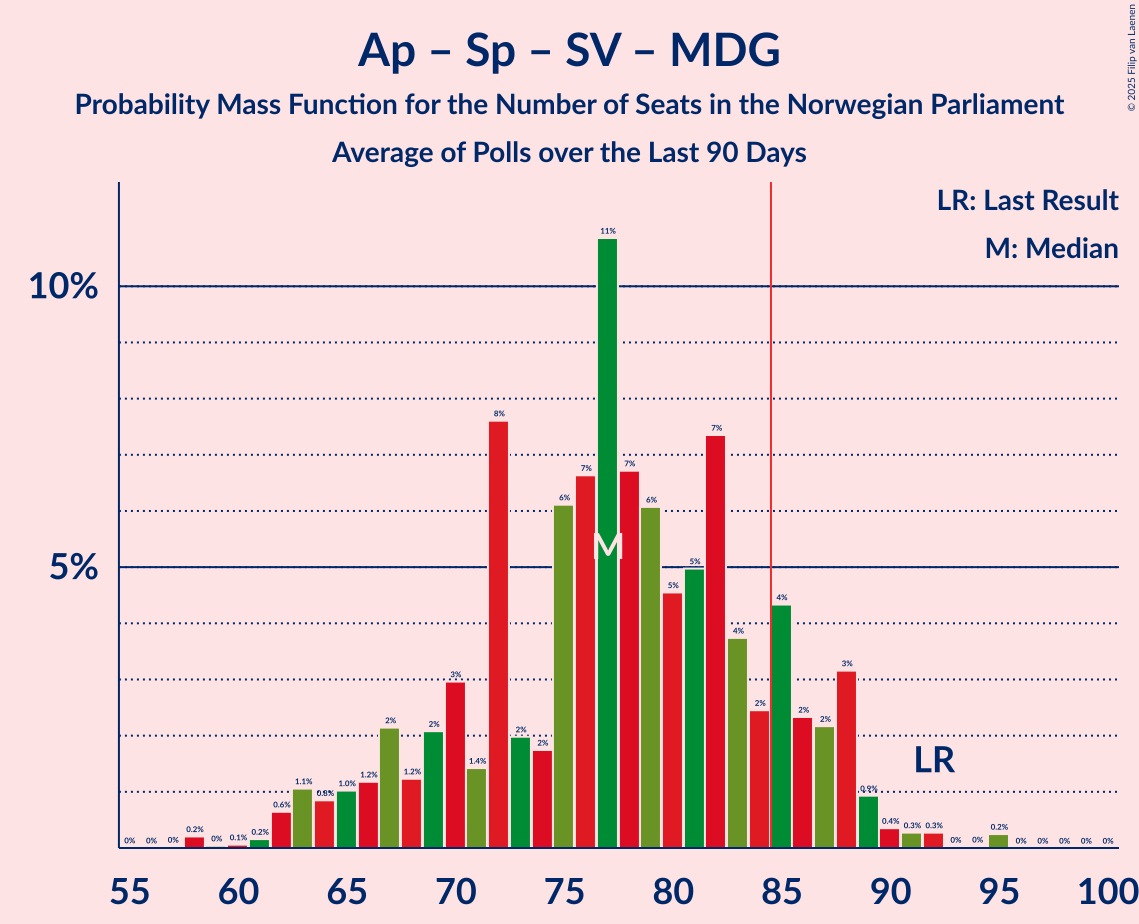 Ap – Sp – SV – MDG
Probability Mass Function for the Number of Seats in the Norwegian Parliament
Average of Polls over the Last 90 Days
© 2025 Filip van Laenen
LR: Last Result
M: Median
10%
5%
0% 0% 0% 0.2% 0% 0.1% 0.2% 0.6% 1.1% 0.8% 1.0% 1.2% 2% 1.2% 2% 3% 1.4% 8% 2% 2% 6% 7% 11% 7% 6% 5% 5% 7% 4% 2% 4% 2% 2% 3% 0.9% 0.4% 0.3% 0.3% 0% 0% 0.2% 0% 0% 0% 0% 0%
M
LR
55 60 65 70 75 80 85 90 95 100